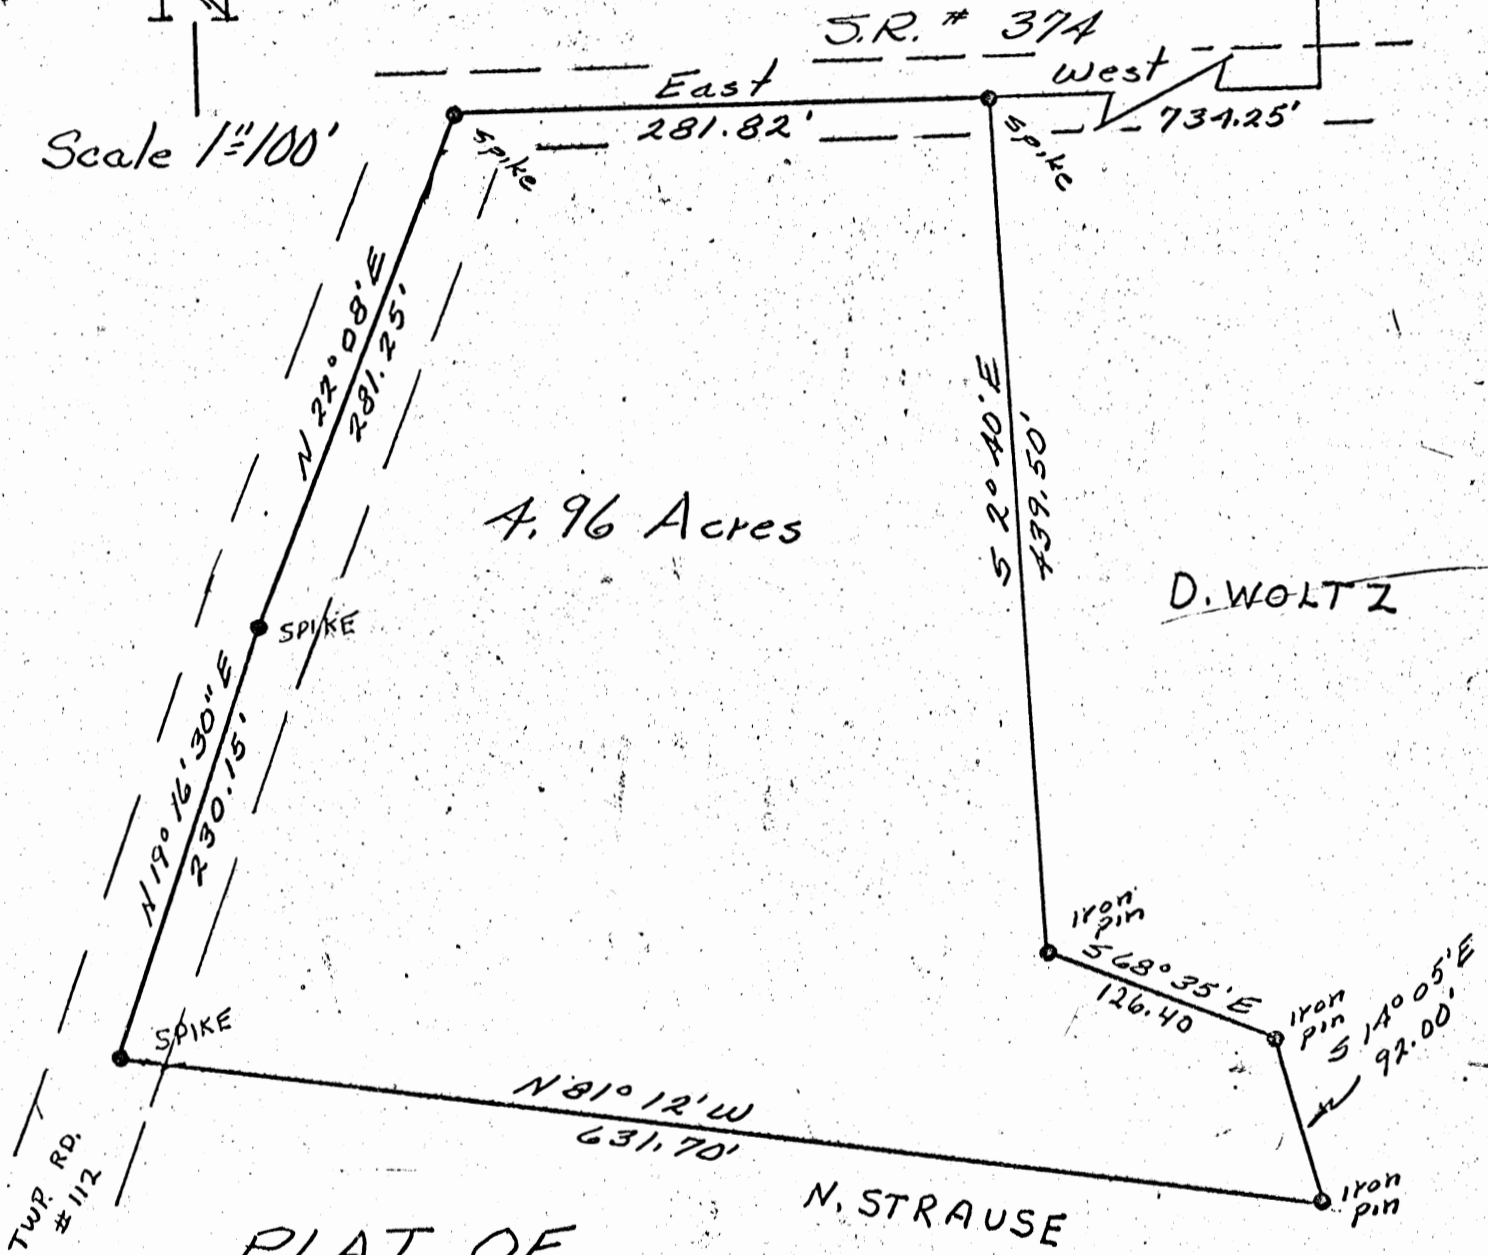 N
S.R. # 374
East
West
Scale 1"=100'
281.82'
734.25'
Spike
Spike
N 22° 08' E
281.25'
S 2° 40' E
439.50'
4.96 Acres
D. WOLTZ
SPIKE
N 19° 16' 30" E
230.15'
Iron
pin
S 68° 35' E
126.40
Iron
pin
S 14° 05' E
92.00'
SPIKE
N 81° 12' W
631.70'
Iron
pin
N. STRAUSE
TWP. RD.
# 112
PLAT OF